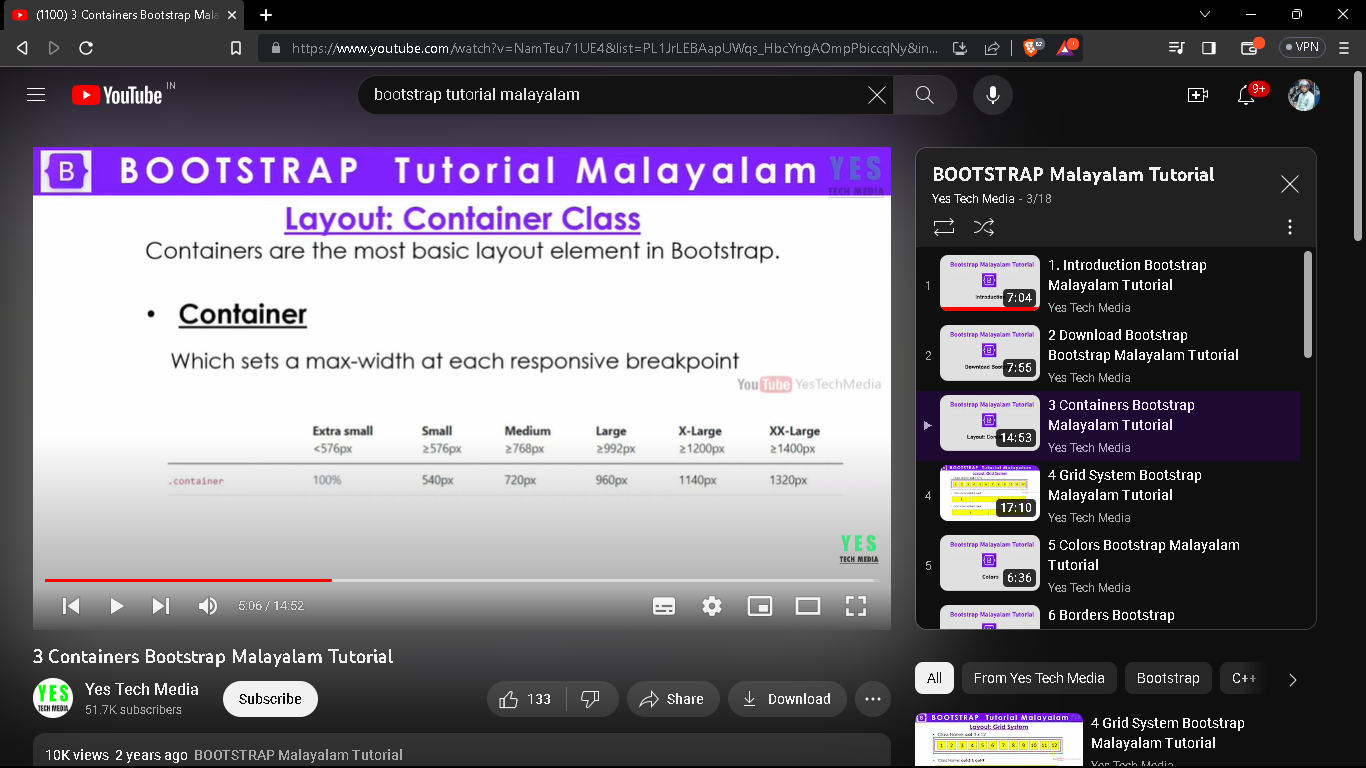 (1100) 3 Containers Bootstrap Mala
https://www.youtube.com/watch?v=NamTeu71UE4&list=PL1JrLEBAapUWqs_HbcYngAOmpPbiccqNy&in...
VPN
YouTube IN
bootstrap tutorial malayalam
9+
B BOOTSTRAP Tutorial Malayalam YES
TECH MEDIA
Layout: Container Class
Containers are the most basic layout element in Bootstrap.
• Container
Which sets a max-width at each responsive breakpoint
YouTube YesTechMedia
Extra small Small Medium Large X-Large XX-Large
<576px ≥576px ≥768px ≥992px ≥1200px ≥1400px
.container 100% 540px 720px 960px 1140px 1320px
YES
TECH MEDIA
5:06 / 14:52
3 Containers Bootstrap Malayalam Tutorial
YES
TECH MEDIA
Yes Tech Media
51.7K subscribers
Subscribe
133
Share
Download
10K views 2 years ago BOOTSTRAP Malayalam Tutorial
BOOTSTRAP Malayalam Tutorial
Yes Tech Media - 3/18
1
Bootstrap Malayalam Tutorial
7:04
1. Introduction Bootstrap
Malayalam Tutorial
Yes Tech Media
2
Bootstrap Malayalam Tutorial
7:55
2 Download Bootstrap
Bootstrap Malayalam Tutorial
Yes Tech Media
Bootstrap Malayalam Tutorial
14:53
3 Containers Bootstrap
Malayalam Tutorial
Yes Tech Media
4
17:10
4 Grid System Bootstrap
Malayalam Tutorial
Yes Tech Media
5
Bootstrap Malayalam Tutorial
Colors
6:36
5 Colors Bootstrap Malayalam
Tutorial
Yes Tech Media
Bootstrap Malayalam Tutorial
6 Borders Bootstrap
All
From Yes Tech Media
Bootstrap
C++
BOOTSTRAP Tutorial Malayalam
Layout: Grid System
1 2 3 4 5 6 7 8 9 10 11 12
4 Grid System Bootstrap
Malayalam Tutorial
Yes Tech Media